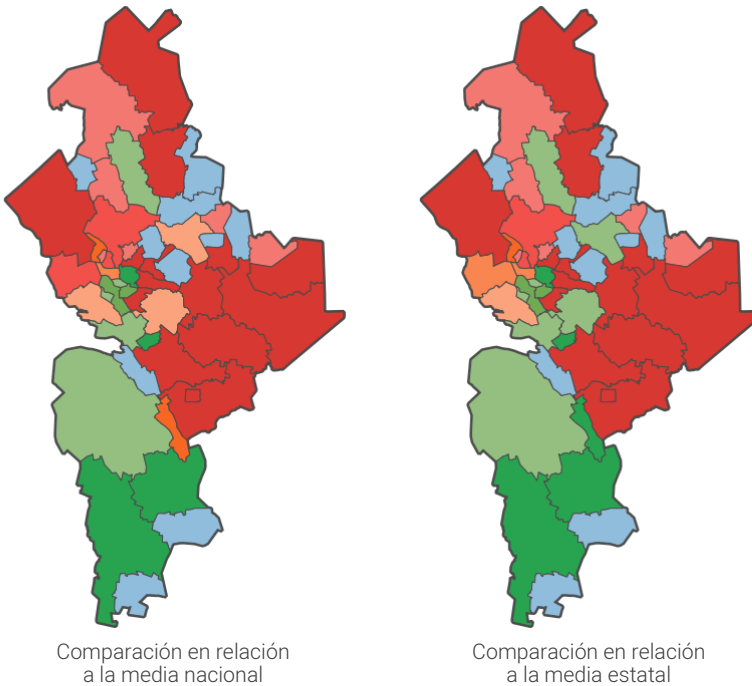 Comparación en relación
a la media nacional
Comparación en relación
a la media estatal